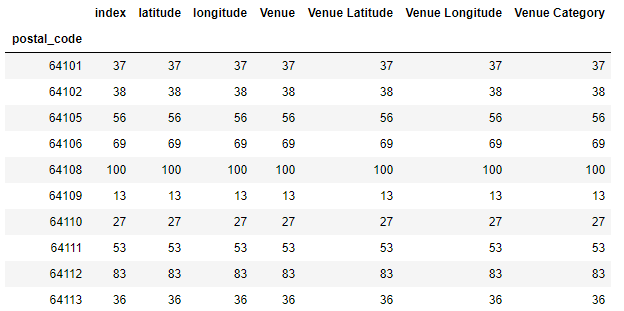 index latitude longitude Venue Venue Latitude Venue Longitude Venue Category
postal_code
64101 37 37 37 37 37 37 37
64102 38 38 38 38 38 38 38
64105 56 56 56 56 56 56 56
64106 69 69 69 69 69 69 69
64108 100 100 100 100 100 100 100
64109 13 13 13 13 13 13 13
64110 27 27 27 27 27 27 27
64111 53 53 53 53 53 53 53
64112 83 83 83 83 83 83 83
64113 36 36 36 36 36 36 36